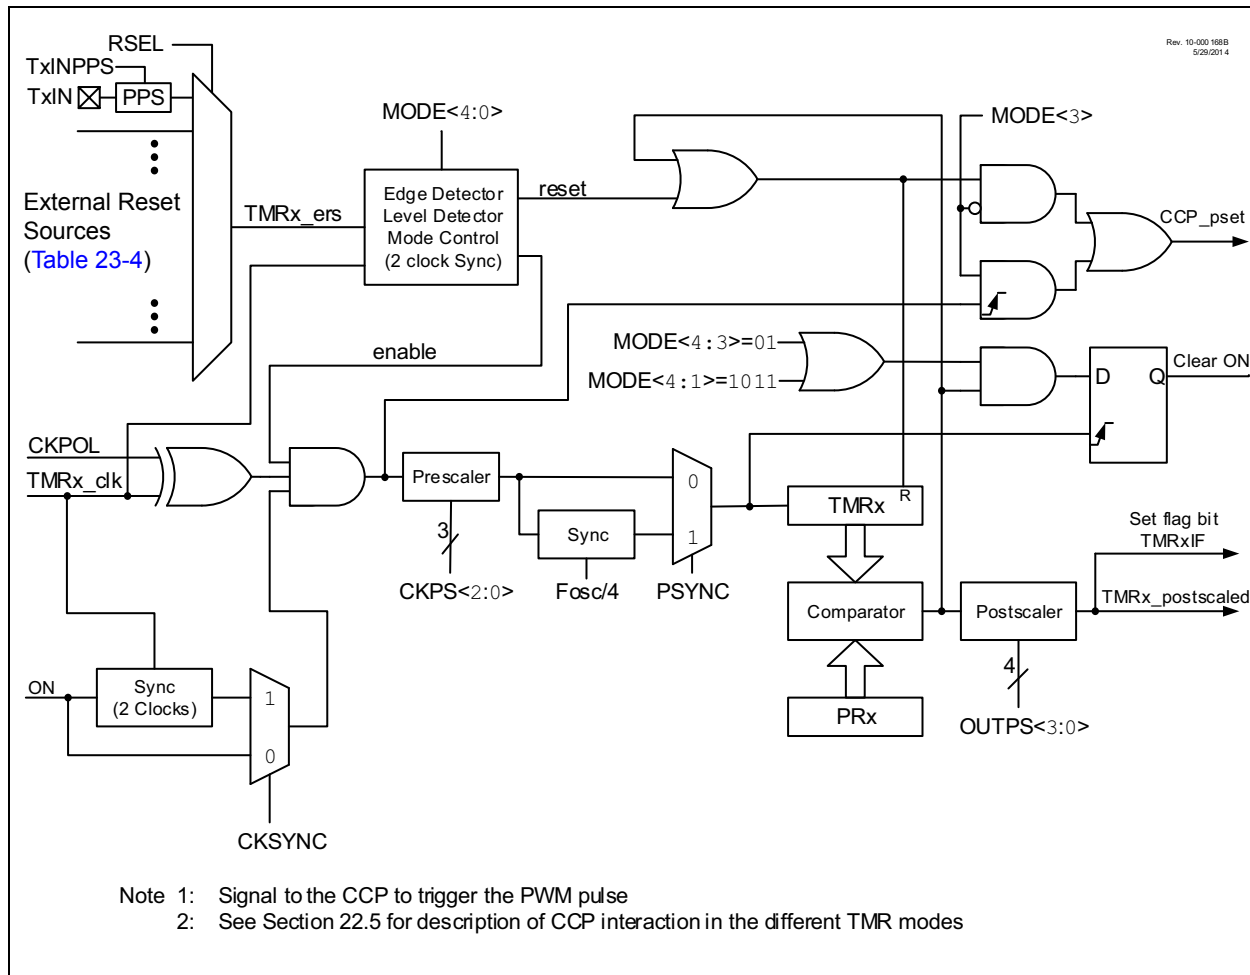 Rev. 10-000 168B
5/29/2014
RSEL
TxINPPS
TxIN
PPS
MODE<4:0>
MODE<3>
External Reset
Sources
(Table 23-4)
TMRx_ers
Edge Detector
Level Detector
Mode Control
(2 clock Sync)
reset
CCP_pset
enable
MODE<4:3>=01
MODE<4:1>=1011
D
Q
Clear ON
CKPOL
TMRx_clk
Prescaler
0
1
Sync
3
CKPS<2:0>
Fosc/4
PSYNC
TMRx
R
Set flag bit
TMRxIF
Comparator
Postscaler
TMRx_postscaled
4
ON
Sync
(2 Clocks)
1
0
PRx
OUTPS<3:0>
CKSYNC
Note 1: Signal to the CCP to trigger the PWM pulse
2: See Section 22.5 for description of CCP interaction in the different TMR modes